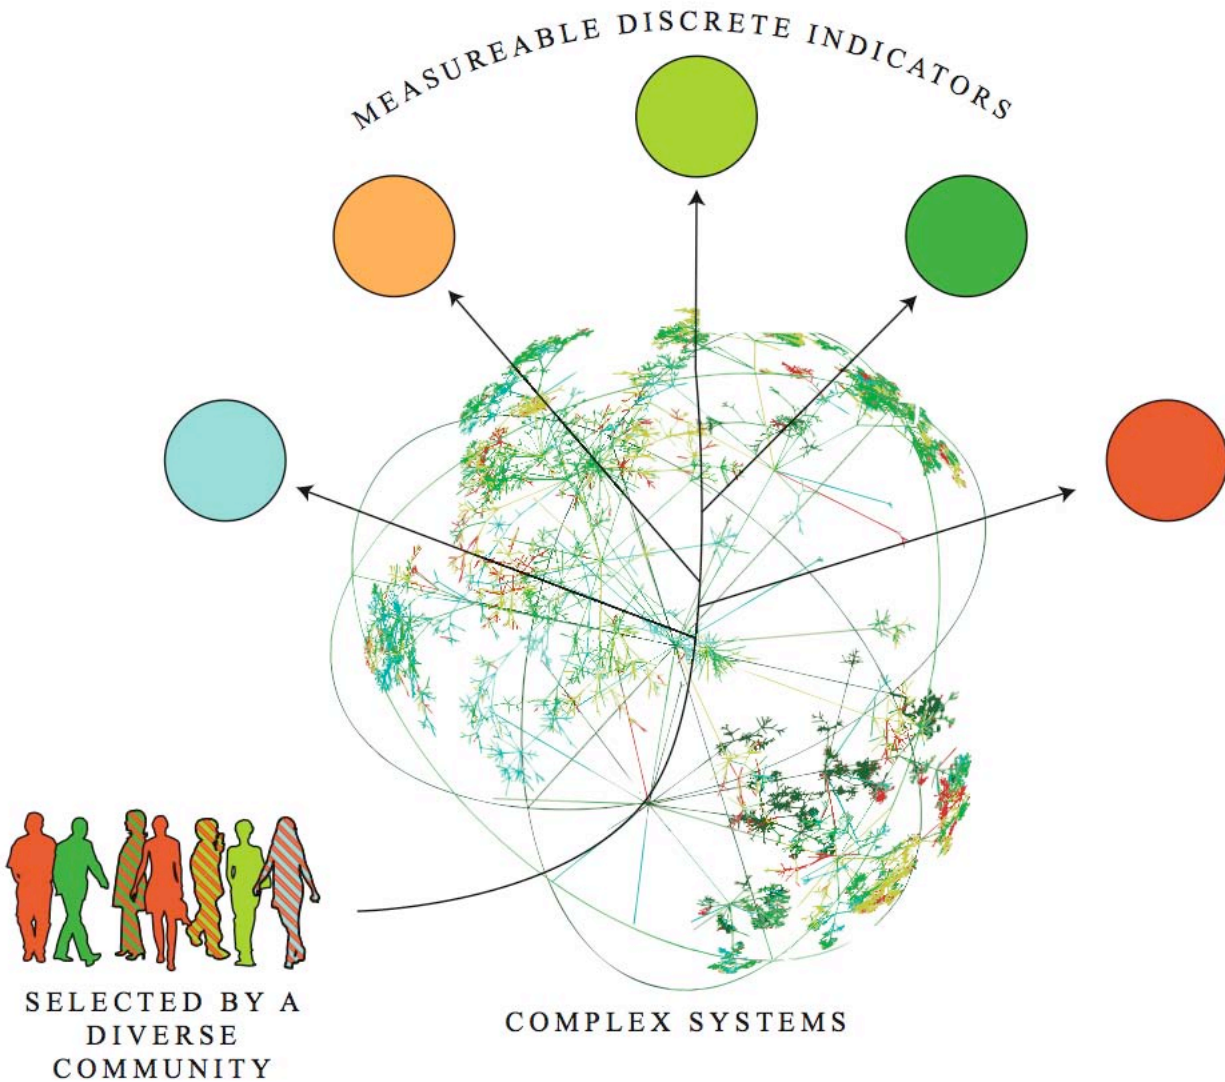 MEASUREABLE DISCRETE INDICATORS
SELECTED BY A
DIVERSE
COMMUNITY
COMPLEX SYSTEMS